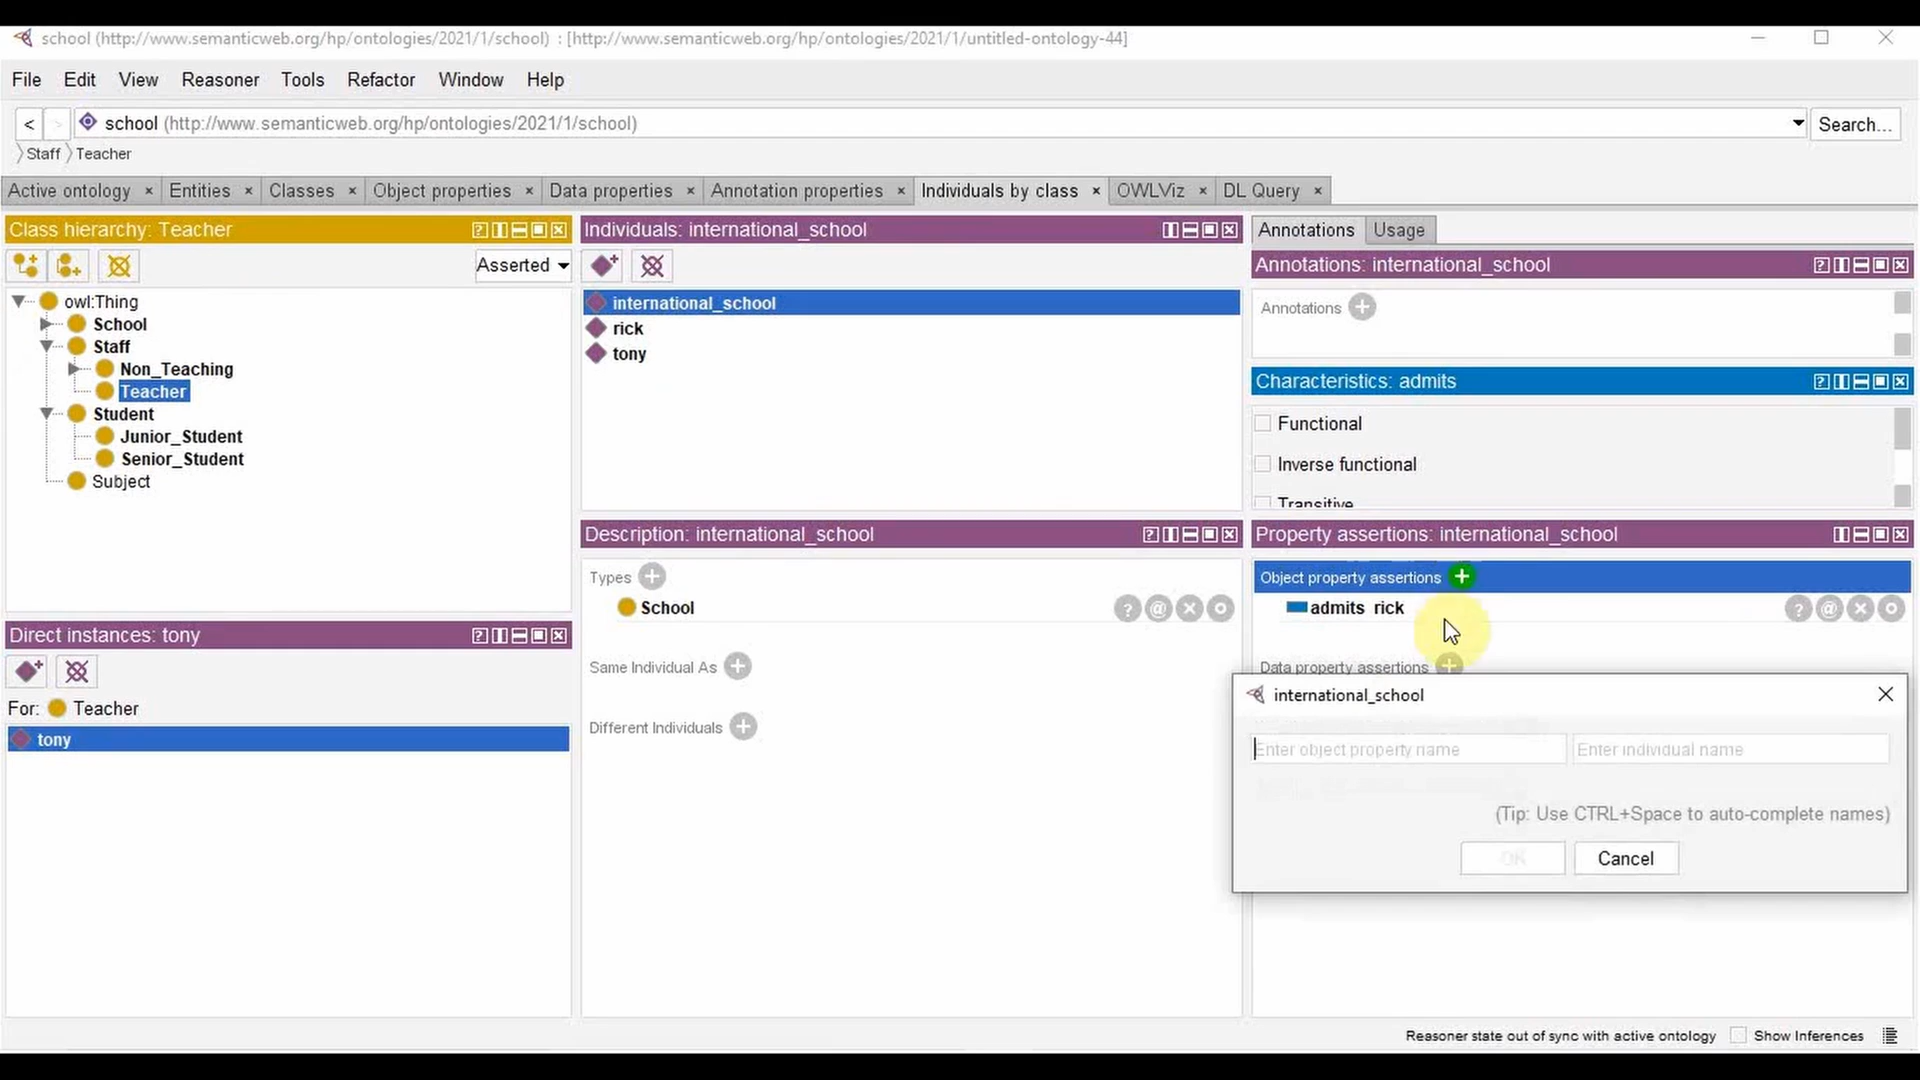 school (http://www.semanticweb.org/hp/ontologies/2021/1/school) : [http://www.semanticweb.org/hp/ontologies/2021/1/untitled-ontology-44]
File Edit View Reasoner Tools Refactor Window Help
< > school (http://www.semanticweb.org/hp/ontologies/2021/1/school) Search...
Staff Teacher
Active ontology × Entities × Classes × Object properties × Data properties × Annotation properties × Individuals by class × OWLViz × DL Query ×
Class hierarchy: Teacher
Asserted
owl:Thing
School
Staff
Non_Teaching
Teacher
Student
Junior_Student
Senior_Student
Subject
Direct instances: tony
For: Teacher
tony
Individuals: international_school
international_school
rick
tony
Description: international_school
Types
School
Same Individual As
Different Individuals
Annotations Usage
Annotations: international_school
Annotations
Characteristics: admits
Functional
Inverse functional
Transitive
Property assertions: international_school
Object property assertions
admits rick
Data property assertions
international_school
Enter object property name Enter individual name
(Tip: Use CTRL+Space to auto-complete names)
OK Cancel
Reasoner state out of sync with active ontology Show Inferences